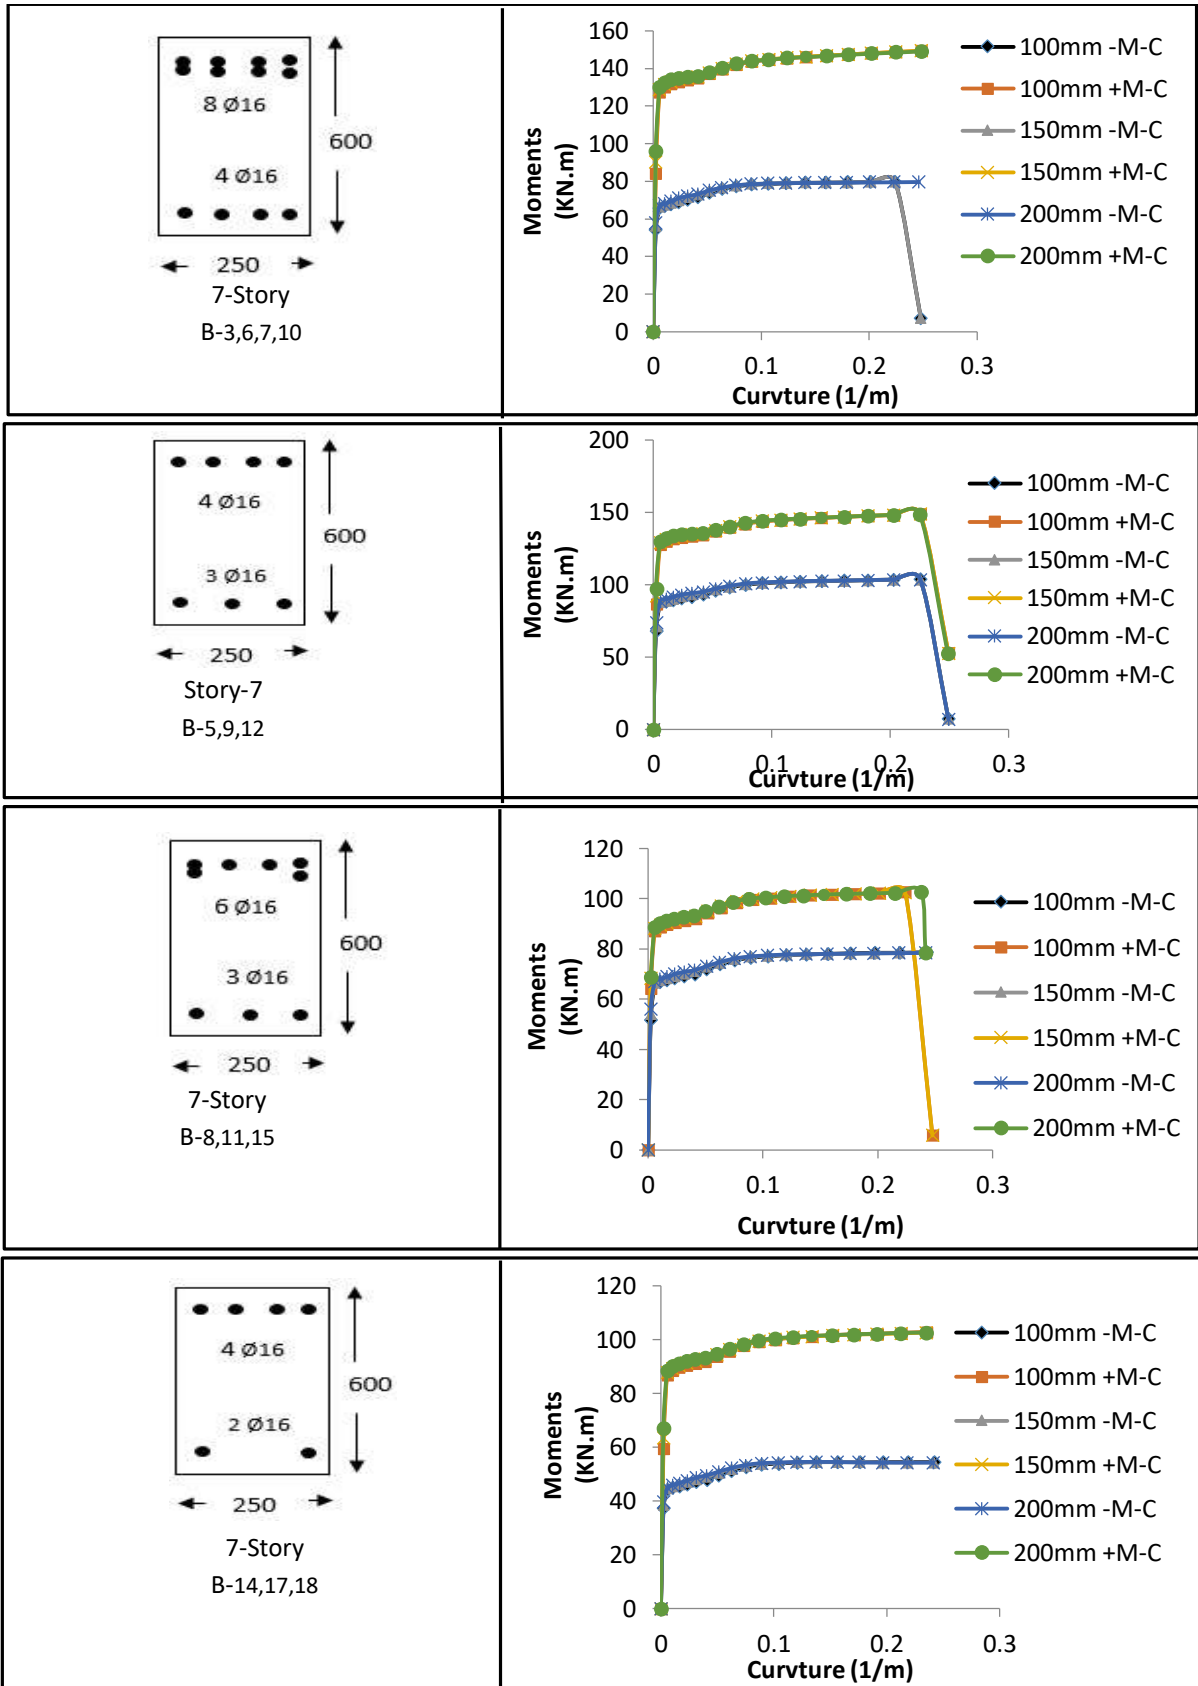 8 Ø16
4 Ø16
600
250
7-Story
B-3,6,7,10
160
140
120
100
80
60
40
20
0
0
0.1
0.2
0.3
Moments
(KN.m)
Curvture (1/m)
100mm -M-C
100mm +M-C
150mm -M-C
150mm +M-C
200mm -M-C
200mm +M-C
4 Ø16
3 Ø16
600
250
Story-7
B-5,9,12
200
150
100
50
0
0
0.1
0.2
0.3
Moments
(KN.m)
Curvture (1/m)
100mm -M-C
100mm +M-C
150mm -M-C
150mm +M-C
200mm -M-C
200mm +M-C
6 Ø16
3 Ø16
600
250
7-Story
B-8,11,15
120
100
80
60
40
20
0
0
0.1
0.2
0.3
Moments
(KN.m)
Curvture (1/m)
100mm -M-C
100mm +M-C
150mm -M-C
150mm +M-C
200mm -M-C
200mm +M-C
4 Ø16
2 Ø16
600
250
7-Story
B-14,17,18
120
100
80
60
40
20
0
0
0.1
0.2
0.3
Moments
(KN.m)
Curvture (1/m)
100mm -M-C
100mm +M-C
150mm -M-C
150mm +M-C
200mm -M-C
200mm +M-C